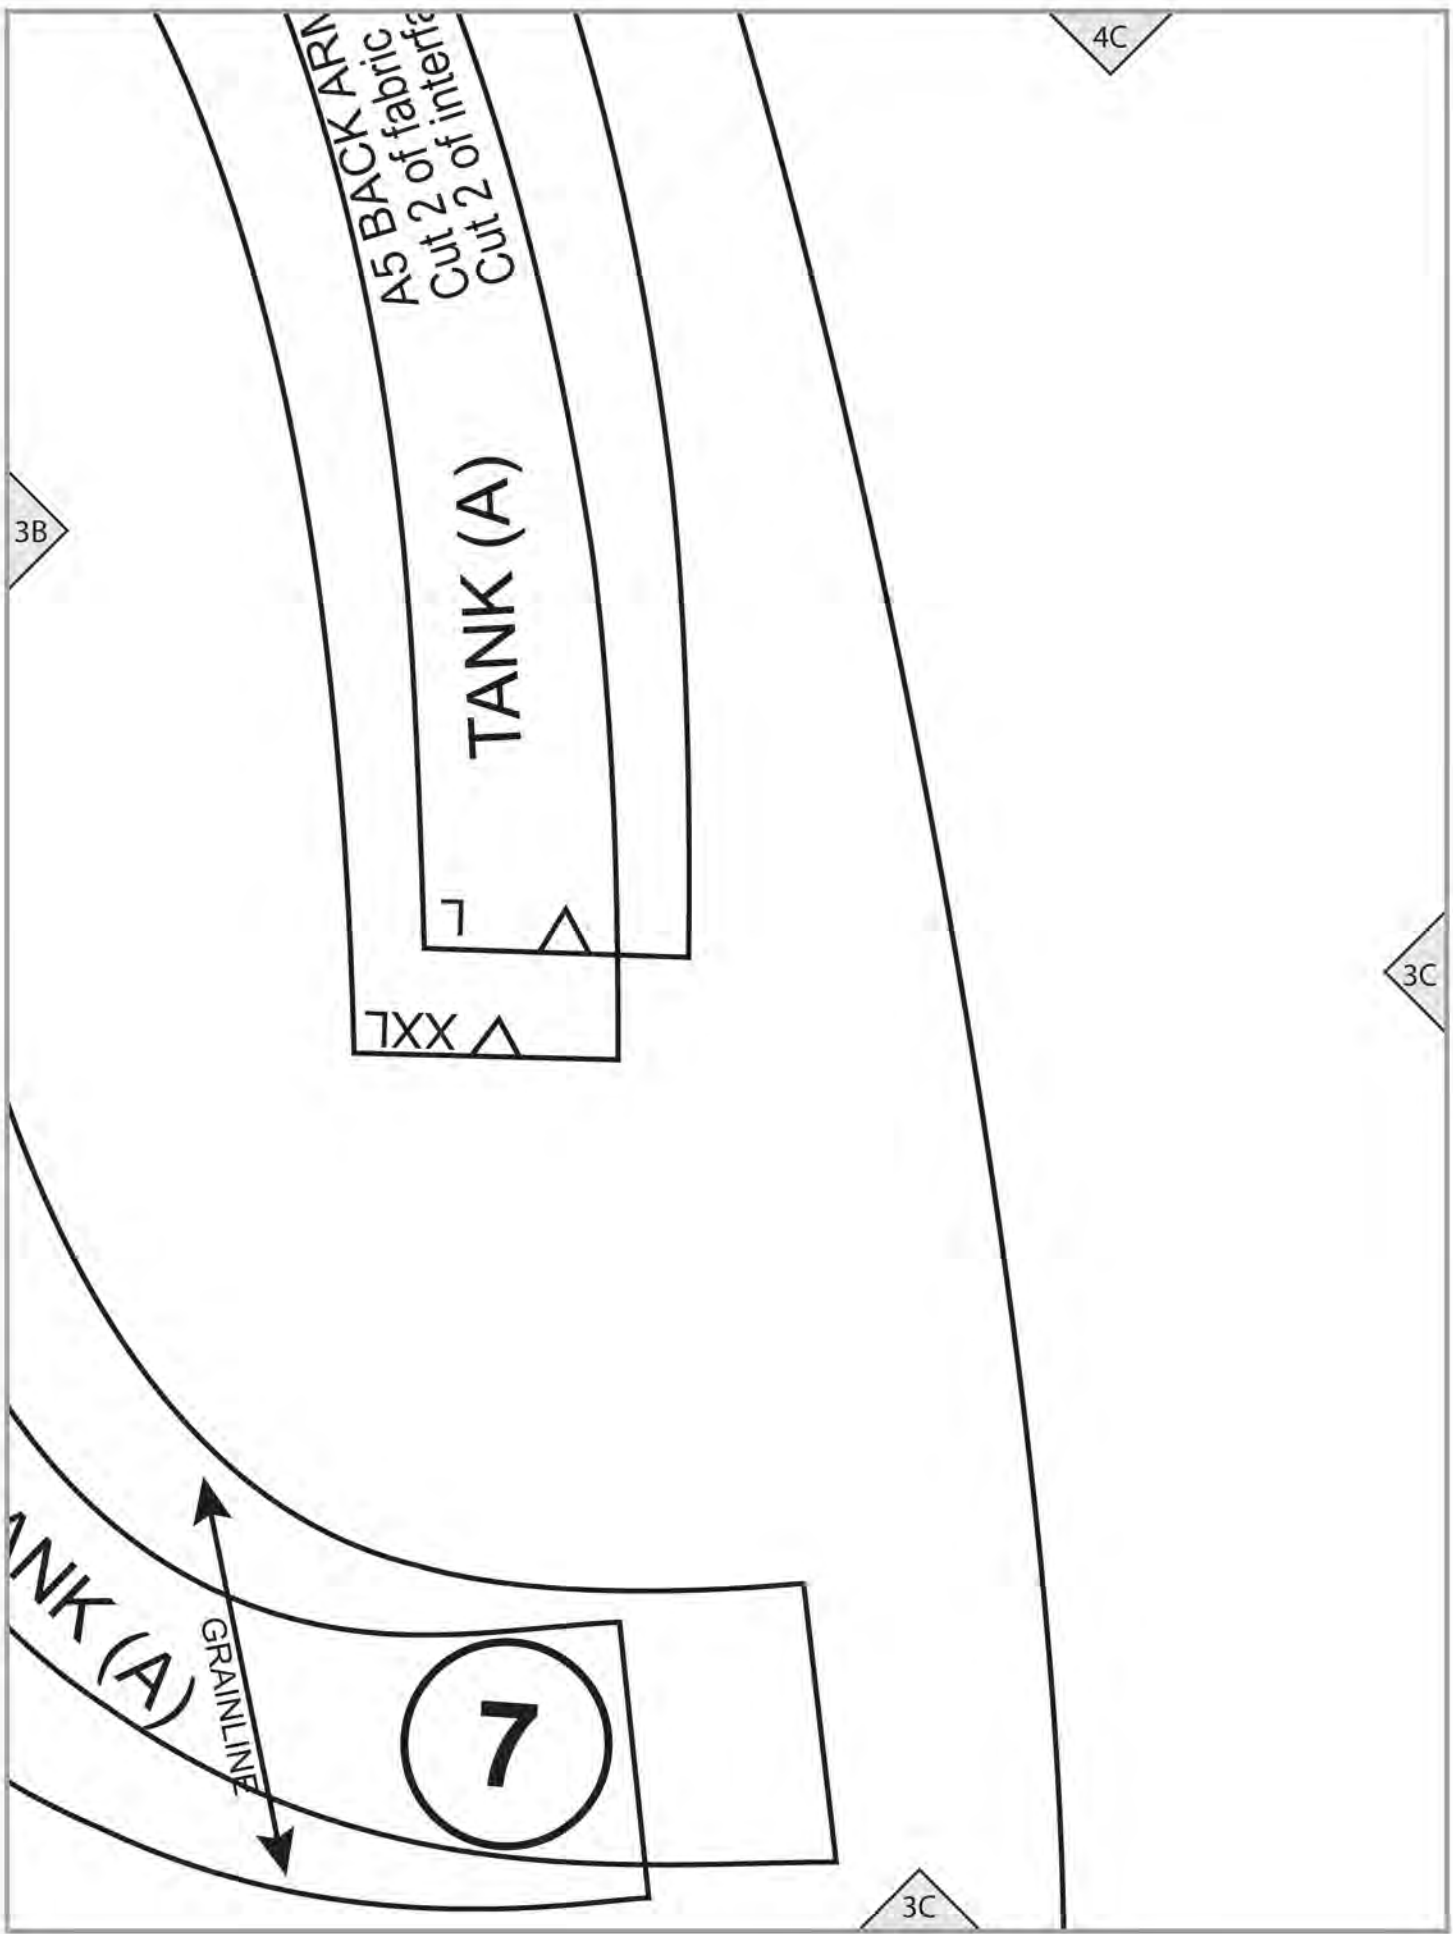 4C
A5 BACK ARM
Cut 2 of fabric
Cut 2 of interfa
3B
TANK (A)
L
3C
XXL
ANK (A)
GRAINLINE
7
3C